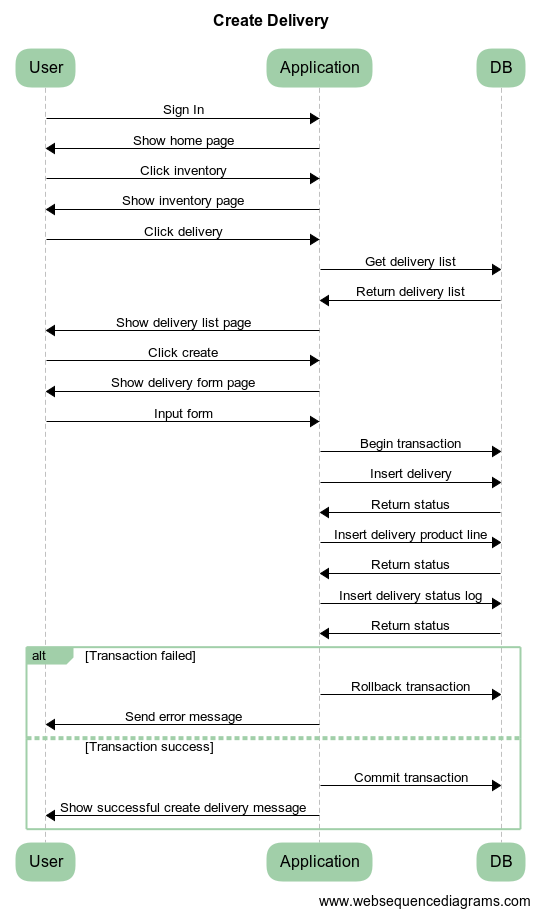 Create Delivery
User Application DB
Sign In
Show home page
Click inventory
Show inventory page
Click delivery
Get delivery list
Return delivery list
Show delivery list page
Click create
Show delivery form page
Input form
Begin transaction
Insert delivery
Return status
Insert delivery product line
Return status
Insert delivery status log
Return status
alt [Transaction failed]
Rollback transaction
Send error message
[Transaction success]
Commit transaction
Show successful create delivery message
User Application DB
www.websequencediagrams.com